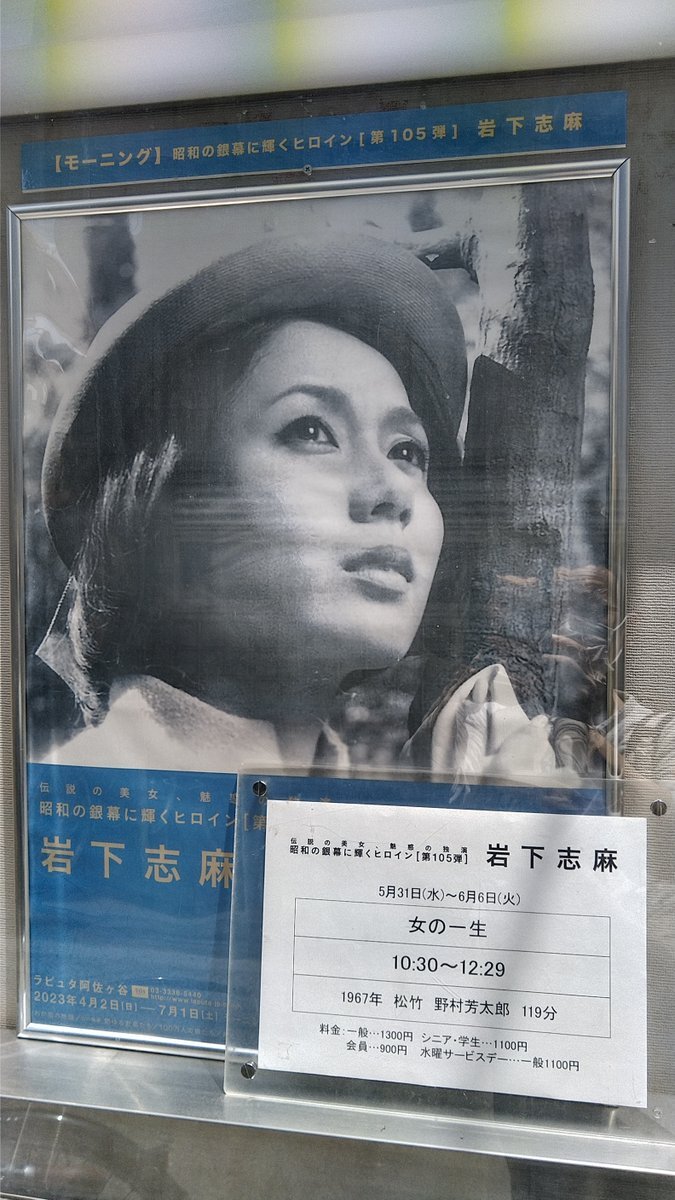 【モーニング】昭和の銀幕に輝くヒロイン[第105弾] 岩下志麻
伝説の美女、魅惑の
昭和の銀幕に輝くヒロイン[第
岩下志麻
ラピュタ阿佐ヶ谷 03-3336-5440
2023年4月2日[日]―7月1日[土]
伝説の美女、魅惑の独演
昭和の銀幕に輝くヒロイン[第105弾] 岩下志麻
5月31日(水)～6月6日(火)
女の一生
10:30～12:29
1967年 松竹 野村芳太郎 119分
料金:一般…1300円 シニア・学生…1100円
会員…900円 水曜サービスデー…一般1100円